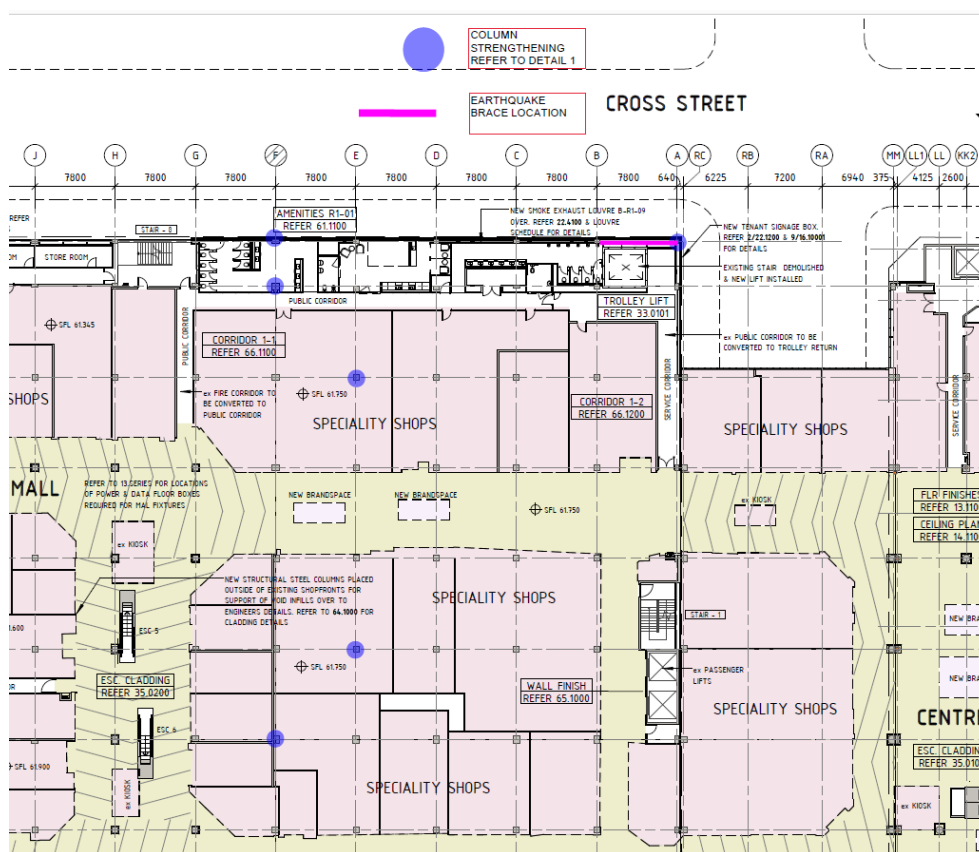 COLUMN
STRENGTHENING
REFER TO DETAIL 1
EARTHQUAKE
BRACE LOCATION
CROSS STREET
J H G F E D C B A RC RB RA MM LL1 LL KK2
7800 7800 7800 7800 7800 7800 7800 7800 640 6225 7200 6940 375 4125 2600
REFER
STAIR - 0
AMENITIES R1-01
REFER 61.1100
NEW SMOKE EXHAUST LOUVRE B-R1-09
OVER. REFER 22.4100 & LOUVRE
SCHEDULE FOR DETAILS
NEW TENANT SIGNAGE BOX.
REFER 2/22.1200 & 9/16.10001
FOR DETAILS
EXISTING STAIR DEMOLISHED
& NEW LIFT INSTALLED
OM
STORE ROOM
PUBLIC CORRIDOR
TROLLEY LIFT
REFER 33.0101
SFL 61.345
PUBLIC CORRIDOR
CORRIDOR 1-1
REFER 66.1100
ex PUBLIC CORRIDOR TO BE
CONVERTED TO TROLLEY RETURN
ex FIRE CORRIDOR TO
BE CONVERTED TO
PUBLIC CORRIDOR
SHOPS
SFL 61.750
SPECIALITY SHOPS
CORRIDOR 1-2
REFER 66.1200
SERVICE CORRIDOR
SPECIALITY SHOPS
SERVICE CORRIDOR
MALL
REFER TO 13 SERIES FOR LOCATIONS
OF POWER & DATA FLOOR BOXES
REQUIRED FOR MAL FIXTURES
NEW BRANDSPACE
NEW BRANDSPACE
SFL 61.750
ex KIOSK
FLR FINISHES
REFER 13.110
CEILING PLAN
REFER 14.110
ex KIOSK
NEW STRUCTURAL STEEL COLUMNS PLACED
OUTSIDE OF EXISTING SHOPFRONTS FOR
SUPPORT OF VOID INFILLS OVER TO
ENGINEERS DETAILS. REFER TO 64.1000 FOR
CLADDING DETAILS
SPECIALITY SHOPS
STAIR - 1
NEW BRA
1.600
ESC 5
SFL 61.750
ex PASSENGER
LIFTS
NEW BRA
ESC. CLADDING
REFER 35.0200
WALL FINISH
REFER 65.1000
SPECIALITY SHOPS
CENTRE
ESC 6
ESC. CLADDING
REFER 35.010
SFL 61.900
ex KIOSK
SPECIALITY SHOPS
ex KIOSK